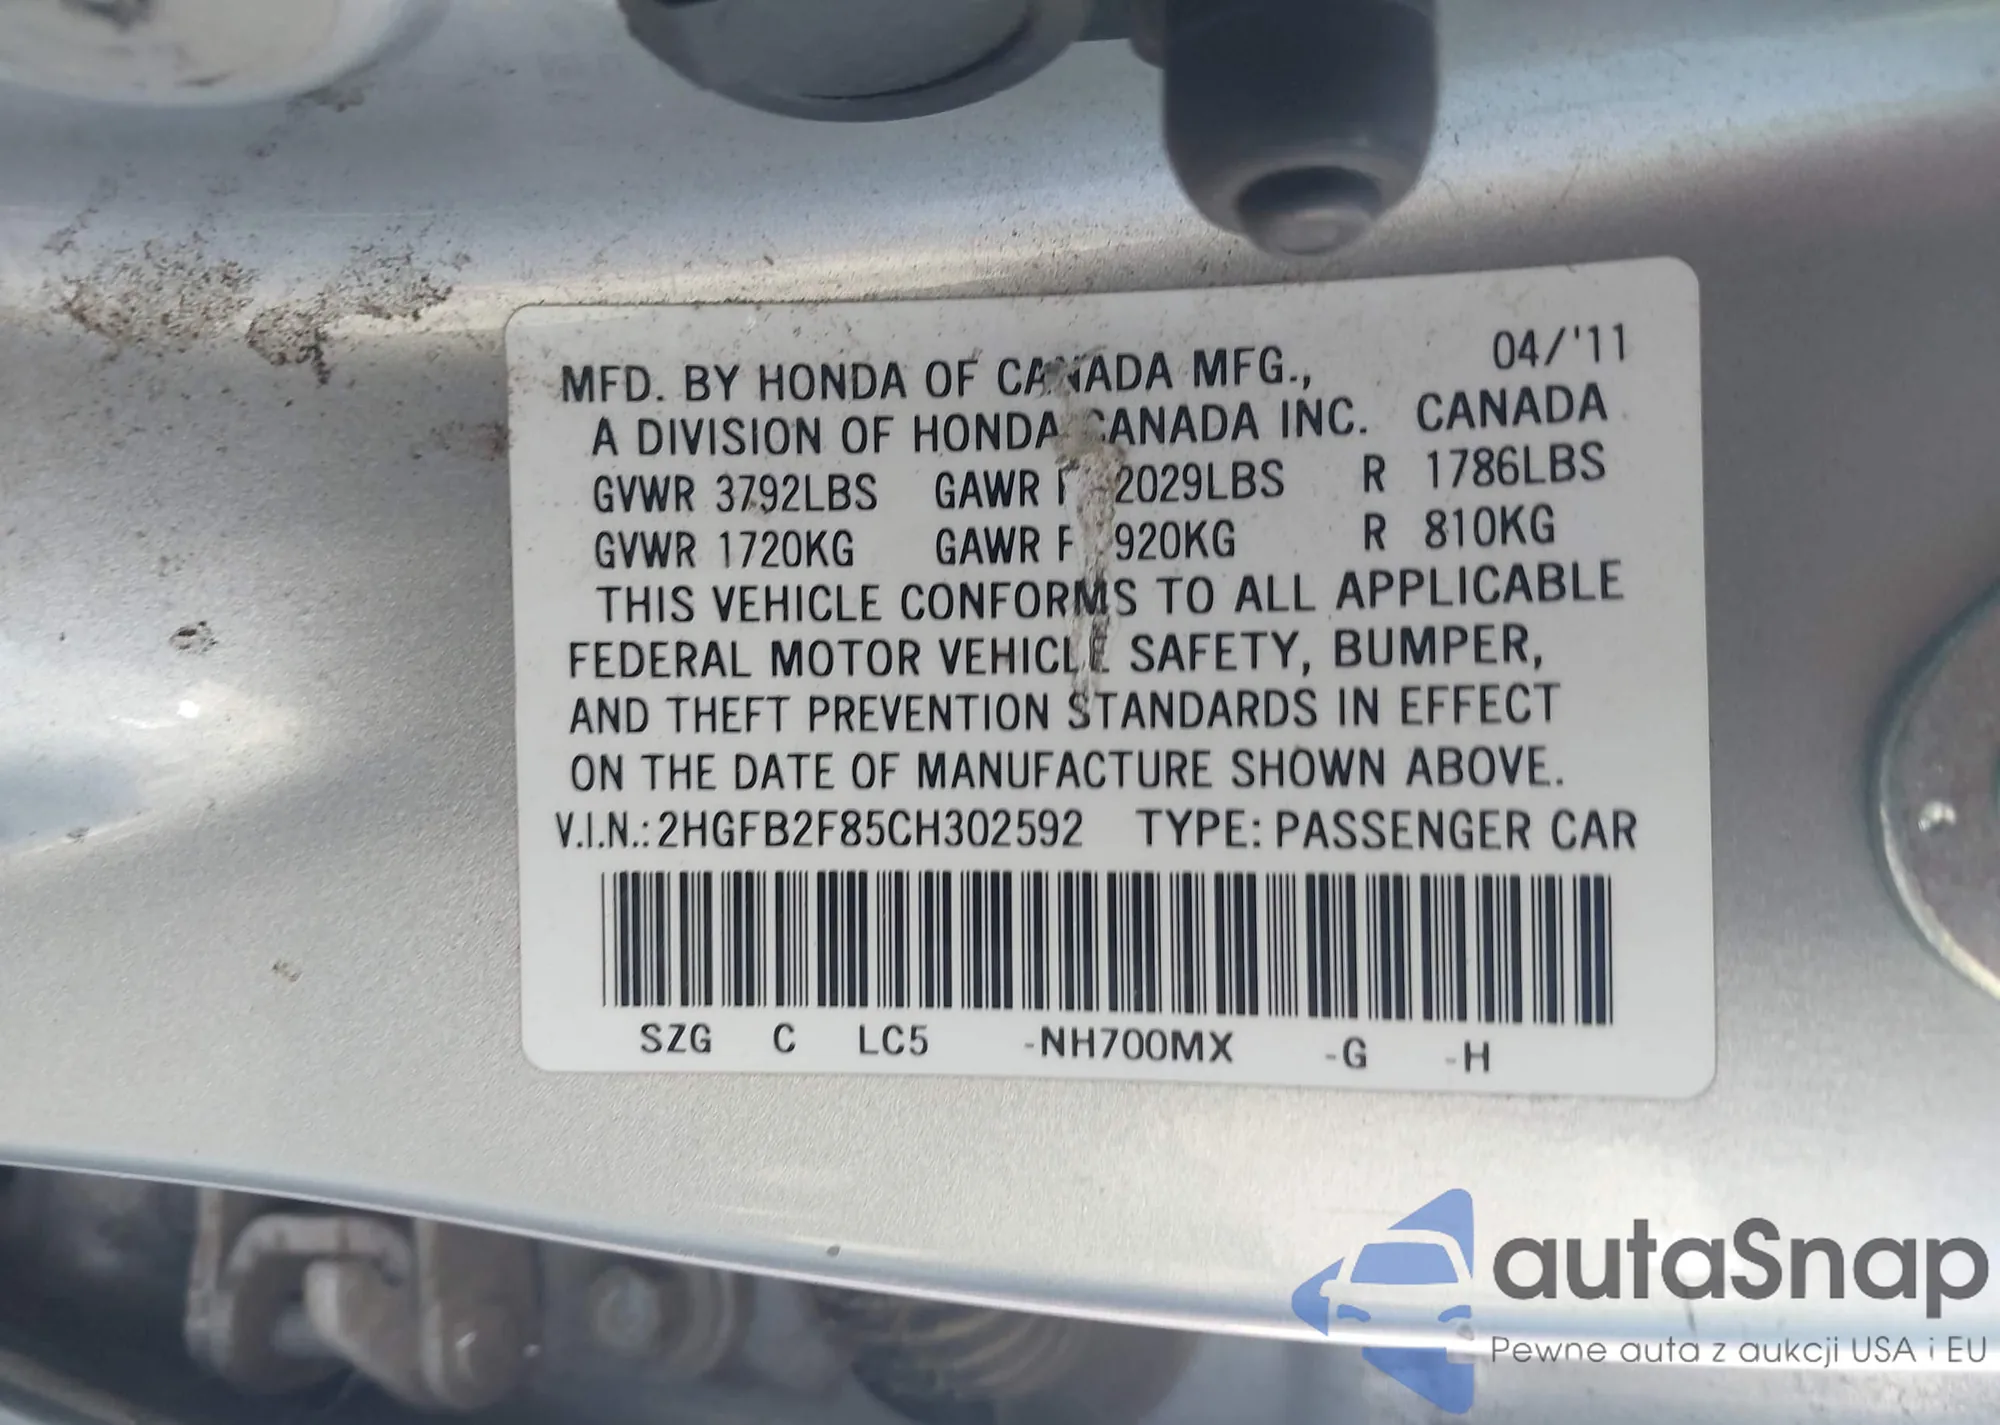 04/'11
MFD. BY HONDA OF CANADA MFG.,
A DIVISION OF HONDA CANADA INC. CANADA
GVWR 3792LBS GAWR F 2029LBS R 1786LBS
GVWR 1720KG GAWR F 920KG R 810KG
THIS VEHICLE CONFORMS TO ALL APPLICABLE
FEDERAL MOTOR VEHICLE SAFETY, BUMPER,
AND THEFT PREVENTION STANDARDS IN EFFECT
ON THE DATE OF MANUFACTURE SHOWN ABOVE.
V.I.N.: 2HGFB2F85CH302592 TYPE: PASSENGER CAR
SZG C LC5 -NH700MX -G -H
autaSnap
Pewne auta z aukcji USA i EU